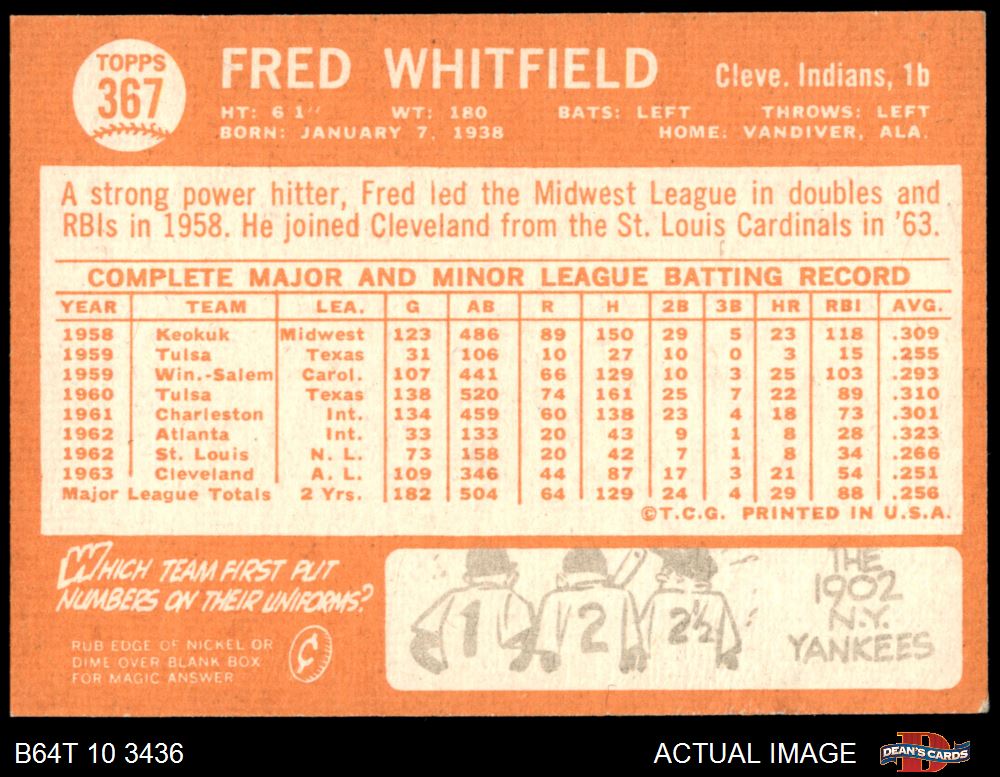 TOPPS
367
FRED WHITFIELD
Cleve. Indians, 1b
HT: 6 1" WT: 180 BATS: LEFT THROWS: LEFT
BORN: JANUARY 7, 1938 HOME: VANDIVER, ALA.
A strong power hitter, Fred led the Midwest League in doubles and
RBIs in 1958. He joined Cleveland from the St. Louis Cardinals in '63.
COMPLETE MAJOR AND MINOR LEAGUE BATTING RECORD
YEAR TEAM LEA. G AB R H 2B 3B HR RBI AVG.
1958 Keokuk Midwest 123 486 89 150 29 5 23 118 .309
1959 Tulsa Texas 31 106 10 27 10 0 3 15 .255
1959 Win.-Salem Carol. 107 441 66 129 10 3 25 103 .293
1960 Tulsa Texas 138 520 74 161 25 7 22 89 .310
1961 Charleston Int. 134 459 60 138 23 4 18 73 .301
1962 Atlanta Int. 33 133 20 43 9 1 8 28 .323
1962 St. Louis N. L. 73 158 20 42 7 1 8 34 .266
1963 Cleveland A. L. 109 346 44 87 17 3 21 54 .251
Major League Totals 2 Yrs. 182 504 64 129 24 4 29 88 .256
©T.C.G. PRINTED IN U.S.A.
WHICH TEAM FIRST PUT
NUMBERS ON THEIR UNIFORMS?
RUB EDGE OF NICKEL OR
DIME OVER BLANK BOX
FOR MAGIC ANSWER
1 2 2½
THE
1902
N.Y.
YANKEES
B64T 10 3436 ACTUAL IMAGE
DEAN'S CARDS